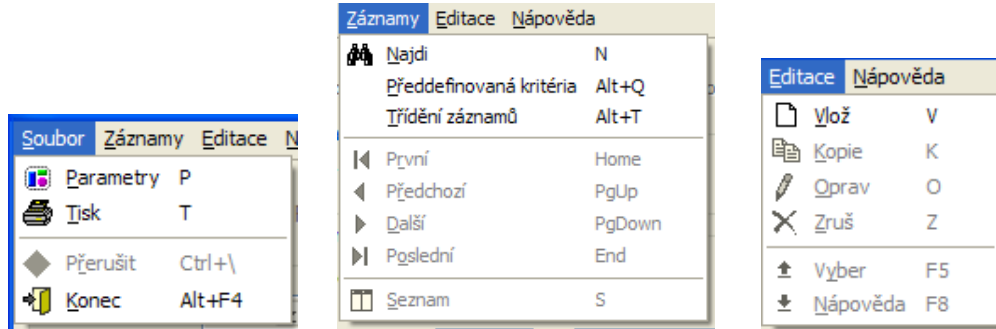 Soubor Záznamy Editace N
Parametry P
Tisk T
Přerušit Ctrl+\
Konec Alt+F4
Záznamy Editace Nápověda
Najdi N
Předdefinovaná kritéria Alt+Q
Třídění záznamů Alt+T
První Home
Předchozí PgUp
Další PgDown
Poslední End
Seznam S
Editace Nápověda
Vlož V
Kopie K
Oprav O
Zruš Z
Vyber F5
Nápověda F8